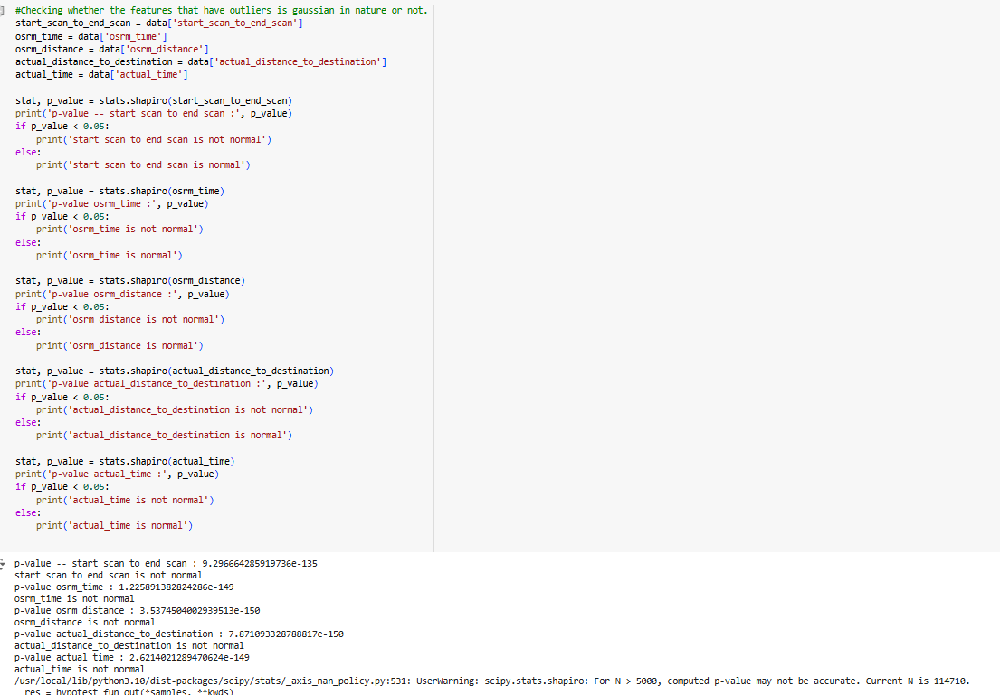 #Checking whether the features that have outliers is gaussian in nature or not.
start_scan_to_end_scan = data['start_scan_to_end_scan']
osrm_time = data['osrm_time']
osrm_distance = data['osrm_distance']
actual_distance_to_destination = data['actual_distance_to_destination']
actual_time = data['actual_time']

stat, p_value = stats.shapiro(start_scan_to_end_scan)
print('p-value -- start scan to end scan :', p_value)
if p_value < 0.05:
    print('start scan to end scan is not normal')
else:
    print('start scan to end scan is normal')

stat, p_value = stats.shapiro(osrm_time)
print('p-value osrm_time :', p_value)
if p_value < 0.05:
    print('osrm_time is not normal')
else:
    print('osrm_time is normal')

stat, p_value = stats.shapiro(osrm_distance)
print('p-value osrm_distance :', p_value)
if p_value < 0.05:
    print('osrm_distance is not normal')
else:
    print('osrm_distance is normal')

stat, p_value = stats.shapiro(actual_distance_to_destination)
print('p-value actual_distance_to_destination :', p_value)
if p_value < 0.05:
    print('actual_distance_to_destination is not normal')
else:
    print('actual_distance_to_destination is normal')

stat, p_value = stats.shapiro(actual_time)
print('p-value actual_time :', p_value)
if p_value < 0.05:
    print('actual_time is not normal')
else:
    print('actual_time is normal')

p-value -- start scan to end scan : 9.296664285919736e-135
start scan to end scan is not normal
p-value osrm_time : 1.225891382824286e-149
osrm_time is not normal
p-value osrm_distance : 3.5374504002939513e-150
osrm_distance is not normal
p-value actual_distance_to_destination : 7.871093328788817e-150
actual_distance_to_destination is not normal
p-value actual_time : 2.6214021289470624e-149
actual_time is not normal
/usr/local/lib/python3.10/dist-packages/scipy/stats/_axis_nan_policy.py:531: UserWarning: scipy.stats.shapiro: For N > 5000, computed p-value may not be accurate. Current N is 114710.
  res = hypotest_fun_out(*samples, **kwds)